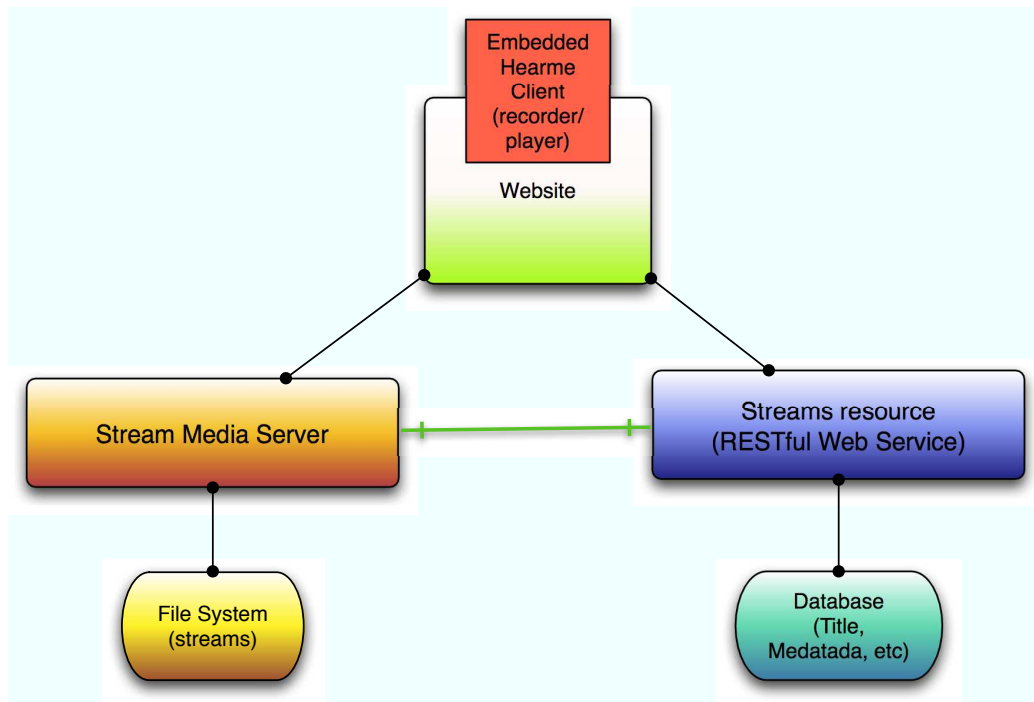 Embedded
Hearme
Client
(recorder/
player)
Website
Stream Media Server
Streams resource
(RESTful Web Service)
File System
(streams)
Database
(Title,
Medatada, etc)